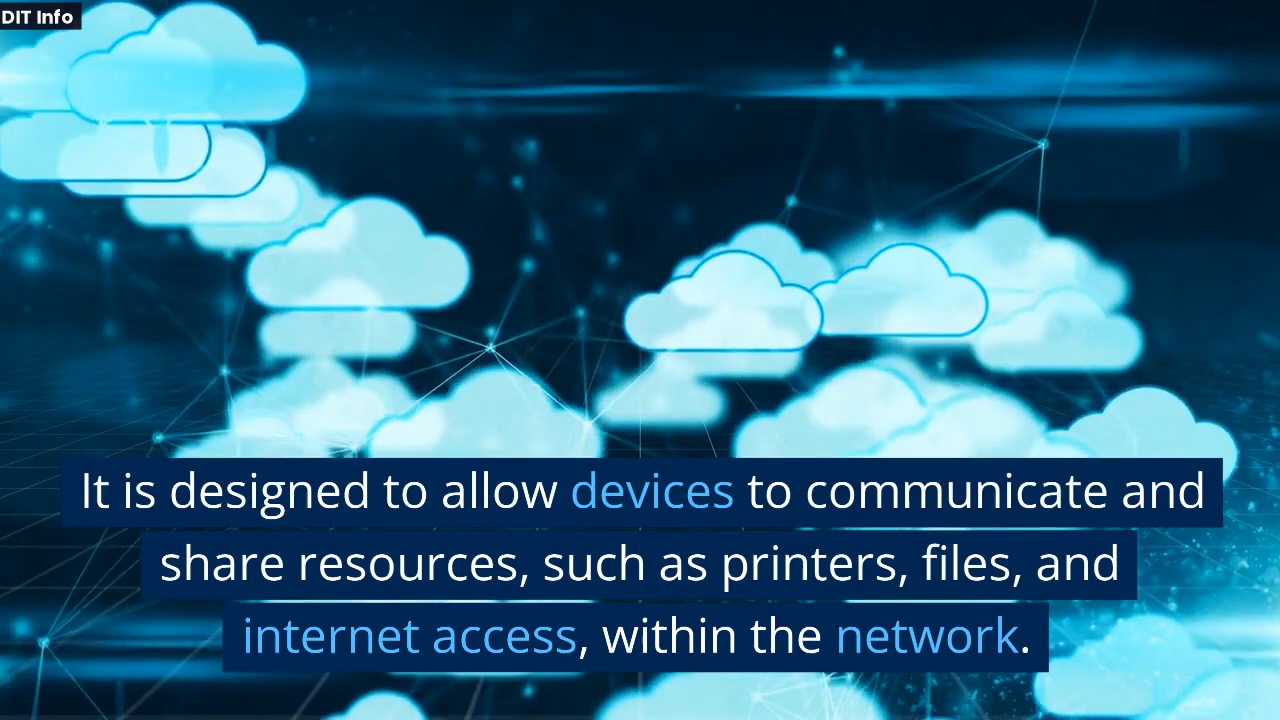 DIT Info
It is designed to allow devices to communicate and
share resources, such as printers, files, and
internet access, within the network.